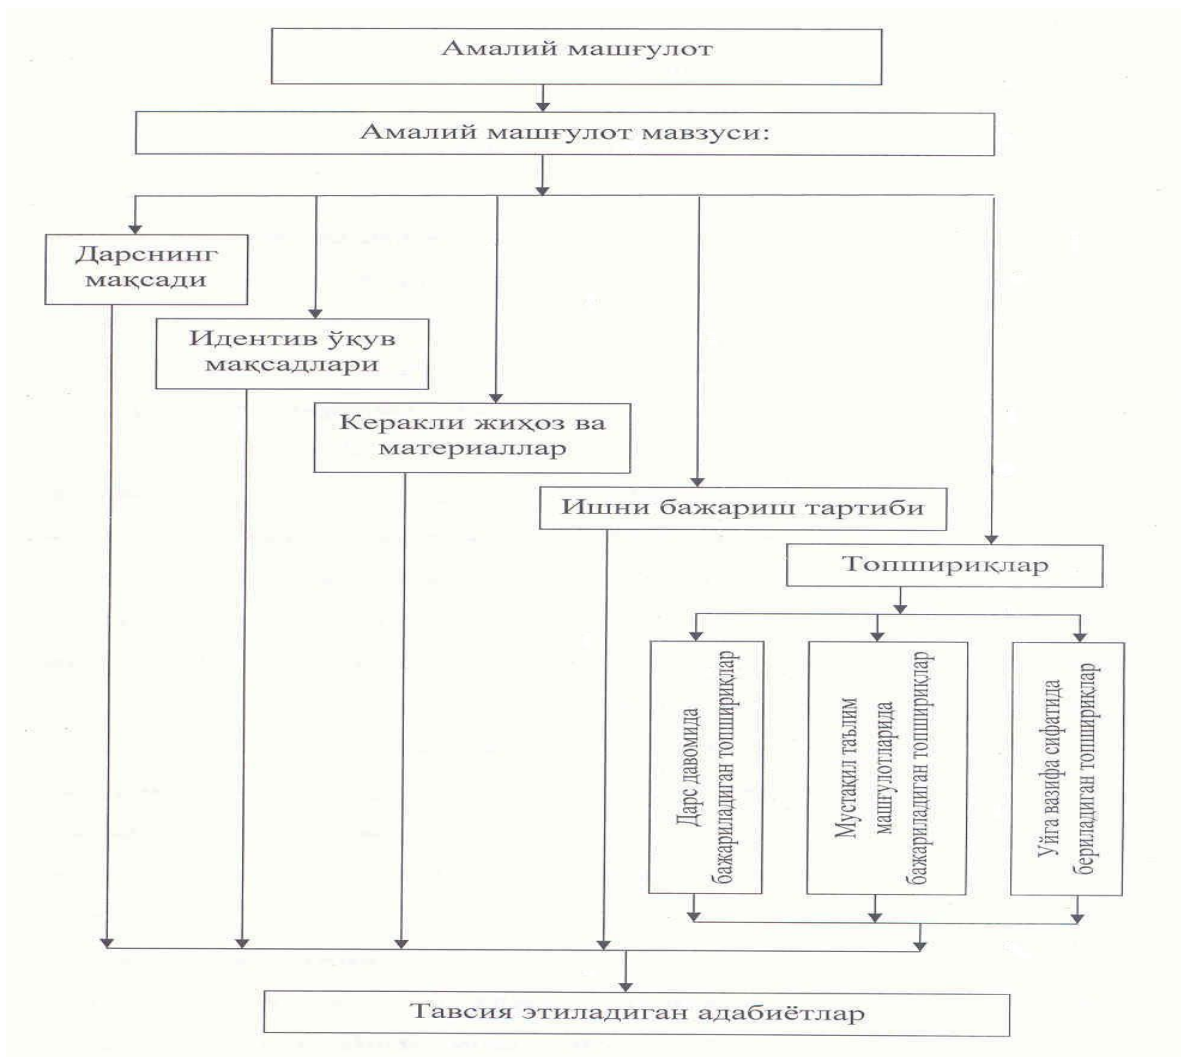 Амалий машғулот
Амалий машғулот мавзуси:
Дарснинг
мақсади
Идентив ўқув
мақсадлари
Керакли жиҳоз ва
материаллар
Ишни бажариш тартиби
Топшириқлар
Дарс давомида
бажариладиган топшириқлар
Мустақил таълим
машғулотларида
бажариладиган топшириқлар
Уйга вазифа сифатида
бериладиган топшириқлар
Тавсия этиладиган адабиётлар